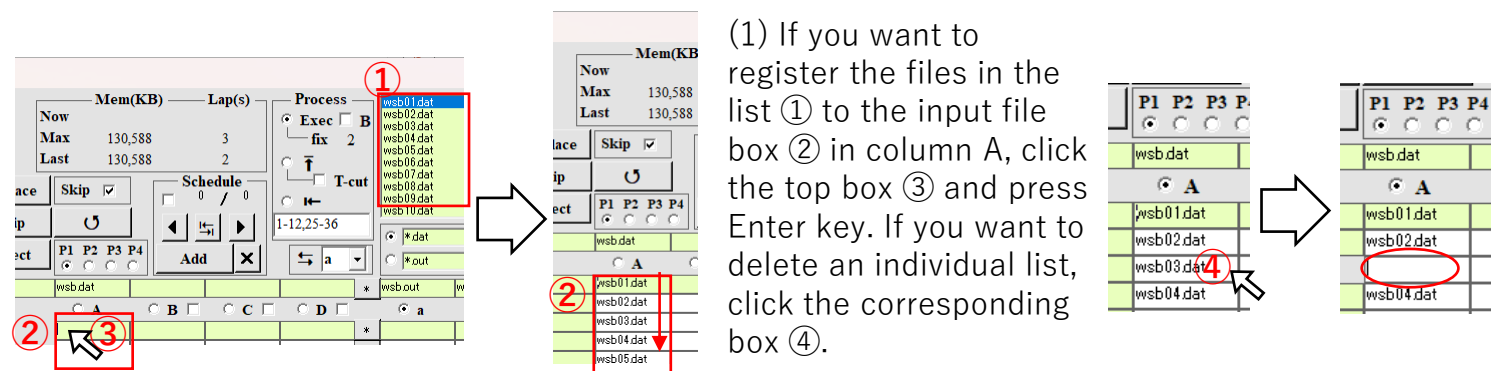 ①
Mem(KB)
Lap(s)
Now
Max 130,588 3
Last 130,588 2
Process
Exec B
fix 2
T-cut
1-12,25-36
a
wsb01.dat
wsb02.dat
wsb03.dat
wsb04.dat
wsb05.dat
wsb06.dat
wsb07.dat
wsb08.dat
wsb09.dat
wsb10.dat
*.dat
*.out
ace Skip
Schedule
0 / 0
ip
ect P1 P2 P3 P4
Add
wsb.dat * wsb.out w
A B C D a
② ③ *
Mem(KB
Now
Max 130,588
Last 130,588
lace Skip
ip
ect P1 P2 P3 P4
wsb.dat
A
② wsb01.dat
wsb02.dat
wsb03.dat
wsb04.dat
wsb05.dat
(1) If you want to
register the files in the
list ① to the input file
box ② in column A, click
the top box ③ and press
Enter key. If you want to
delete an individual list,
click the corresponding
box ④.
P1 P2 P3 P4
wsb.dat
A
wsb01.dat
wsb02.dat
wsb03.dat ④
wsb04.dat
P1 P2 P3 P4
wsb.dat
A
wsb01.dat
wsb02.dat
wsb04.dat